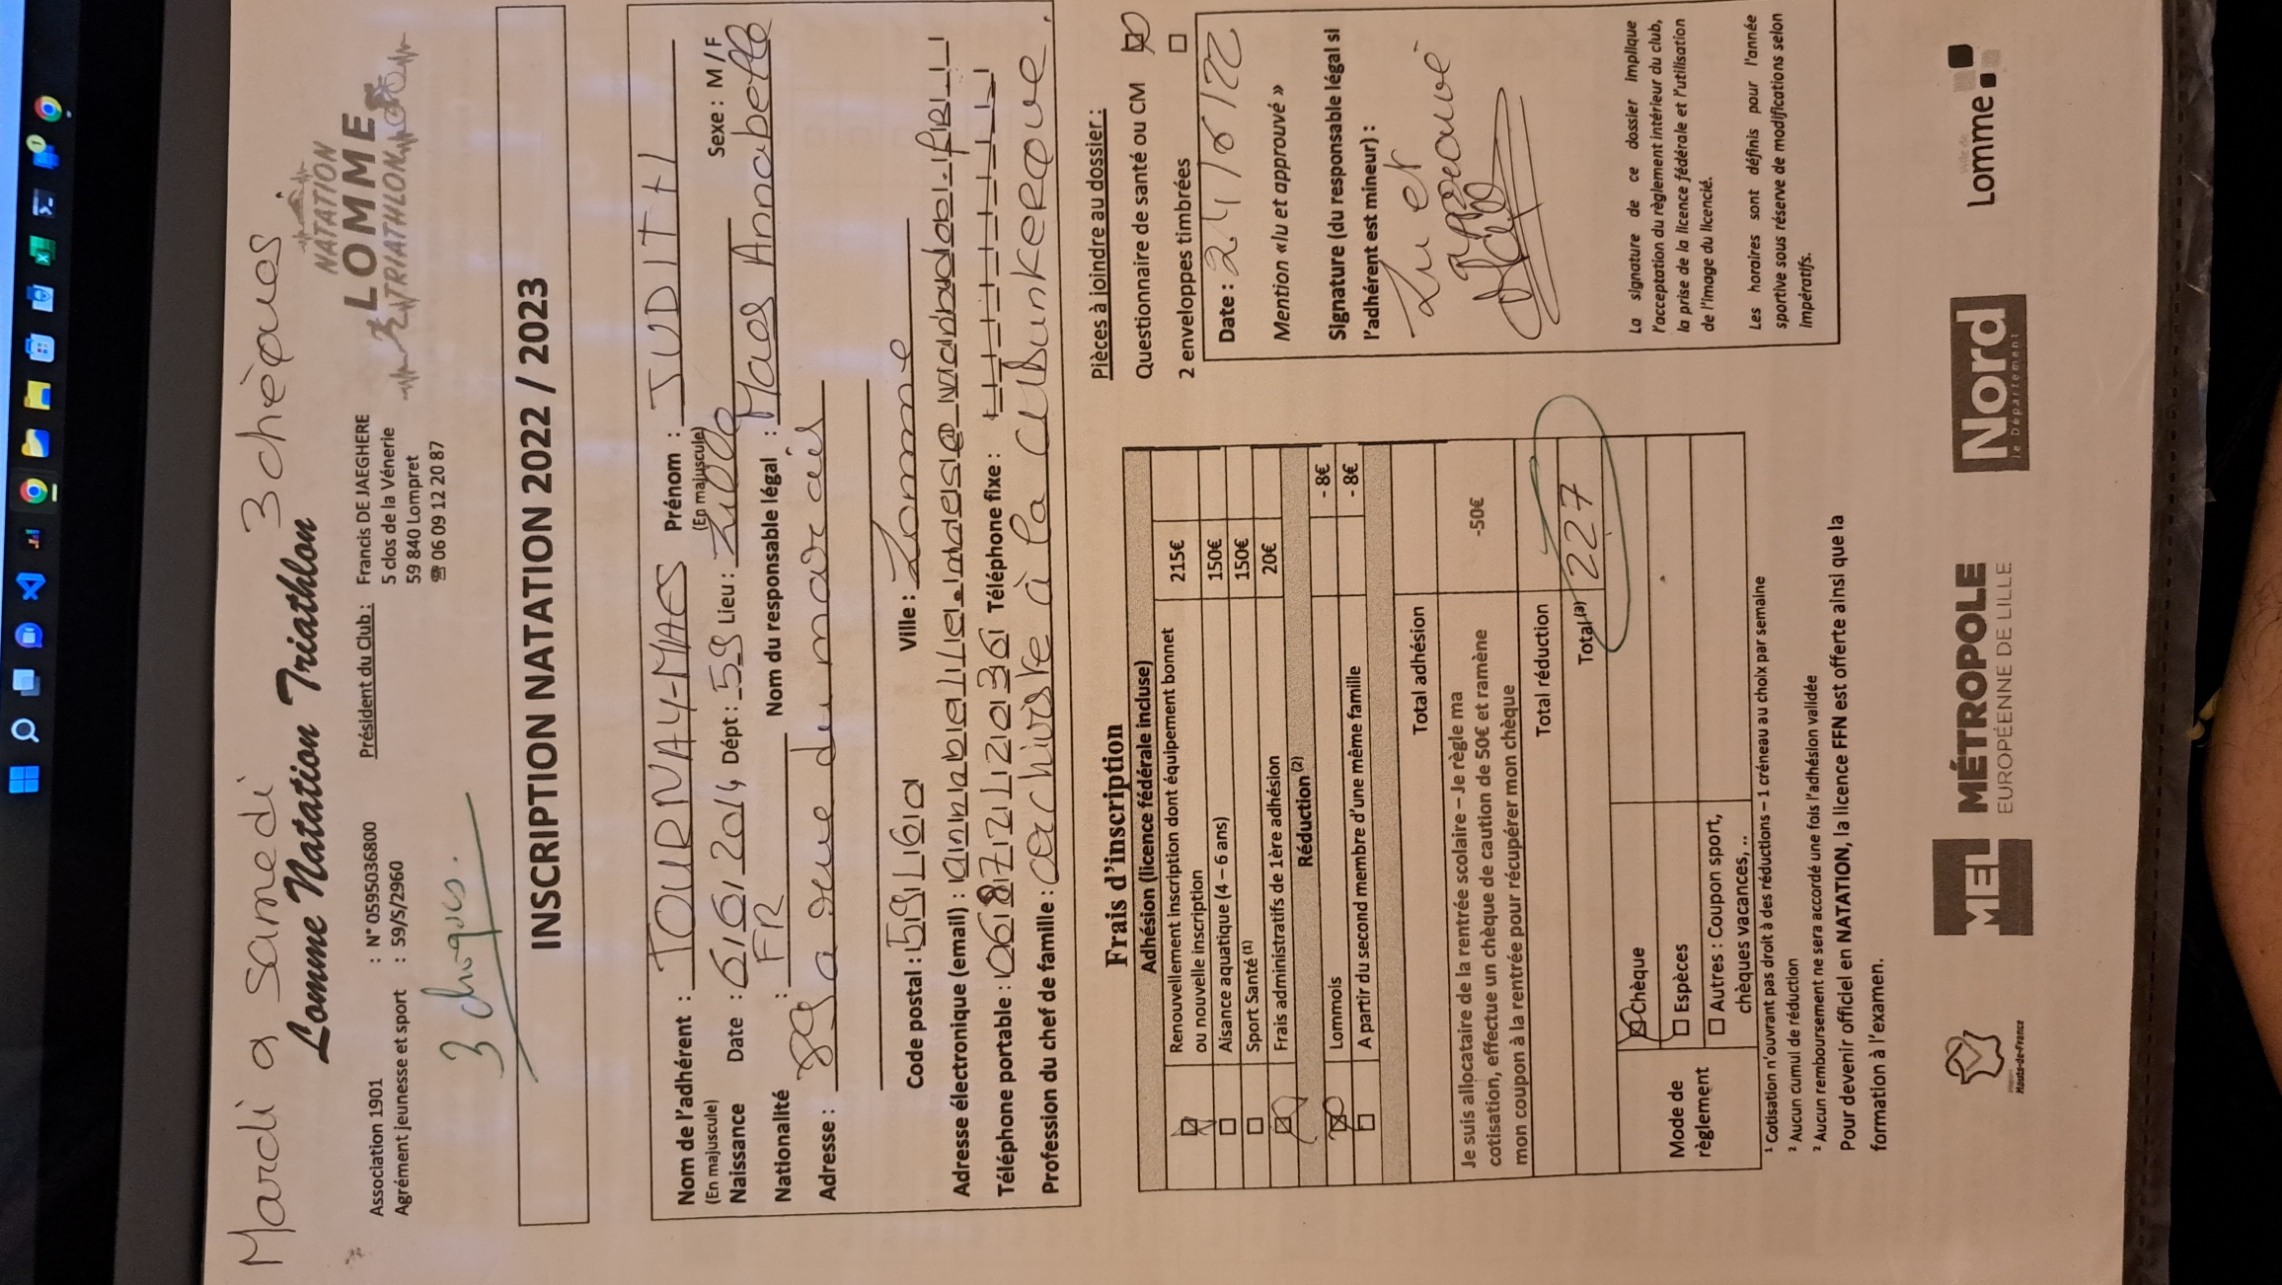 Mardi a samedi 3 chèques
Lomme Natation Triathlon
NATATION
LOMME
TRIATHLON
Association 1901 : N° 0595036800
Agrément jeunesse et sport : 59/S/2960
Président du Club : Francis DE JAEGHERE
5 clos de la Vénerie
59 840 Lompret
☎ 06 09 12 20 87
3 chèques.
INSCRIPTION NATATION 2022 / 2023
Nom de l'adhérent : TOURNAY-MAES Prénom : JUDITH
(En majuscule) (En majuscule)
Naissance Date : 6/6/2014 Dépt : 59 Lieu : Lille Sexe : M/F
Nationalité : FR Nom du responsable légal : Maes Annabelle
Adresse : 89 a rue du marais
Code postal : 59160 Ville : Lomme
Adresse électronique (email) :
Téléphone portable : 0687212036 Téléphone fixe :
Profession du chef de famille : archiviste à la cudunkerque.
Frais d'inscription
Adhésion (licence fédérale incluse)
Renouvellement inscription dont équipement bonnet
ou nouvelle inscription 215€
Aisance aquatique (4 – 6 ans) 150€
Sport Santé (1) 150€
Frais administratifs de 1ère adhésion 20€
Réduction (2)
Lommois - 8€
A partir du second membre d'une même famille - 8€
Total adhésion
Je suis allocataire de la rentrée scolaire – Je règle ma
cotisation, effectue un chèque de caution de 50€ et ramène
mon coupon à la rentrée pour récupérer mon chèque -50€
Total réduction
Total (3) 227
Mode de
règlement
Chèque
Espèces
Autres : Coupon sport,
chèques vacances, ..
Pièces à joindre au dossier :
Questionnaire de santé ou CM
2 enveloppes timbrées
Date : 24/6/22
Mention «lu et approuvé »
Signature (du responsable légal si
l'adhérent est mineur) :
Lu et
approuvé
La signature de ce dossier implique
l'acceptation du règlement intérieur du club,
la prise de la licence fédérale et l'utilisation
de l'image du licencié.
Les horaires sont définis pour l'année
sportive sous réserve de modifications selon
impératifs.
1 Cotisation n'ouvrant pas droit à des réductions – 1 créneau au choix par semaine
2 Aucun cumul de réduction
2 Aucun remboursement ne sera accordé une fois l'adhésion validée
Pour devenir officiel en NATATION, la licence FFN est offerte ainsi que la
formation à l'examen.
Hauts-de-France
MEL MÉTROPOLE
EUROPÉENNE DE LILLE
Nord
le Département
Lomme